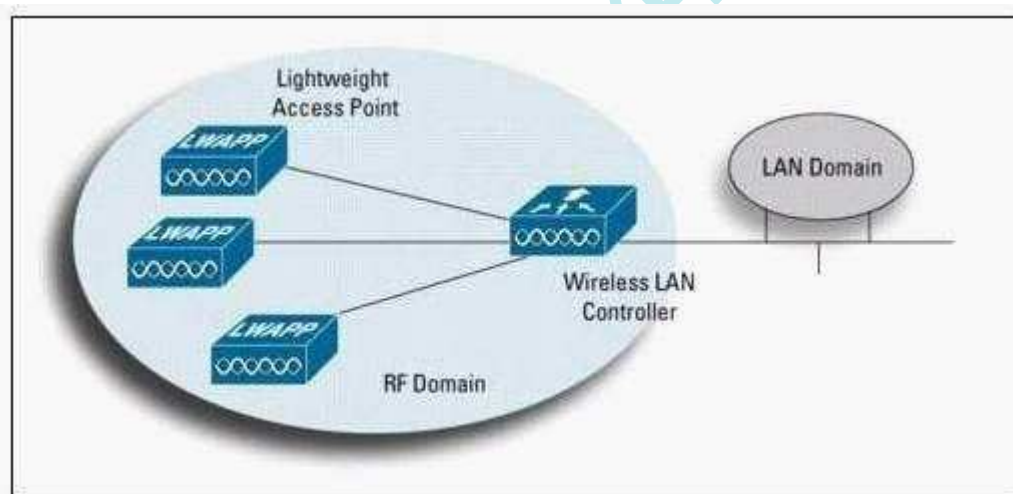 Lightweight
Access Point
LWAPP
LWAPP
LWAPP
LAN Domain
Wireless LAN
Controller
RF Domain